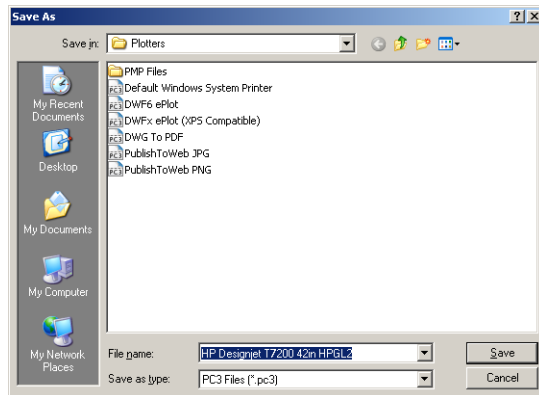 Save As
Save in:
Plotters
My Recent
Documents
Desktop
My Documents
My Computer
My Network
Places
PMP Files
Default Windows System Printer
DWF6 ePlot
DWFx ePlot (XPS Compatible)
DWG To PDF
PublishToWeb JPG
PublishToWeb PNG
File name:
HP Designjet T7200 42in HPGL2
Save
Save as type:
PC3 Files (*.pc3)
Cancel